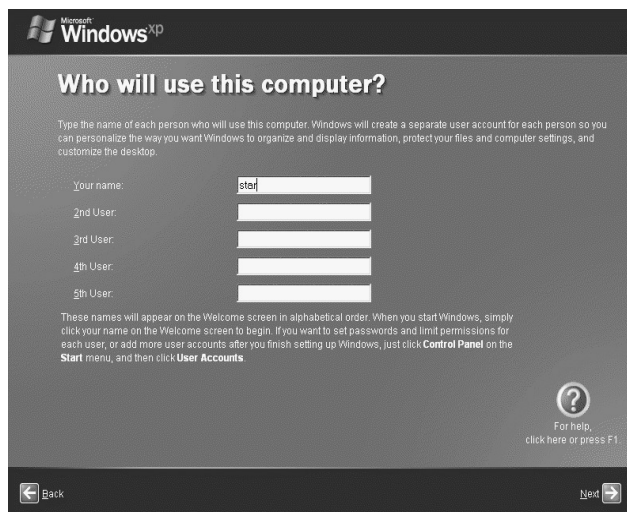 Microsoft
Windows xp
Who will use this computer?
Type the name of each person who will use this computer. Windows will create a separate user account for each person so you
can personalize the way you want Windows to organize and display information, protect your files and computer settings, and
customize the desktop.
Your name:
star
2nd User:
3rd User:
4th User:
5th User:
These names will appear on the Welcome screen in alphabetical order. When you start Windows, simply
click your name on the Welcome screen to begin. If you want to set passwords and limit permissions for
each user, or add more user accounts after you finish setting up Windows, just click Control Panel on the
Start menu, and then click User Accounts.
?
For help,
click here or press F1.
Back
Next